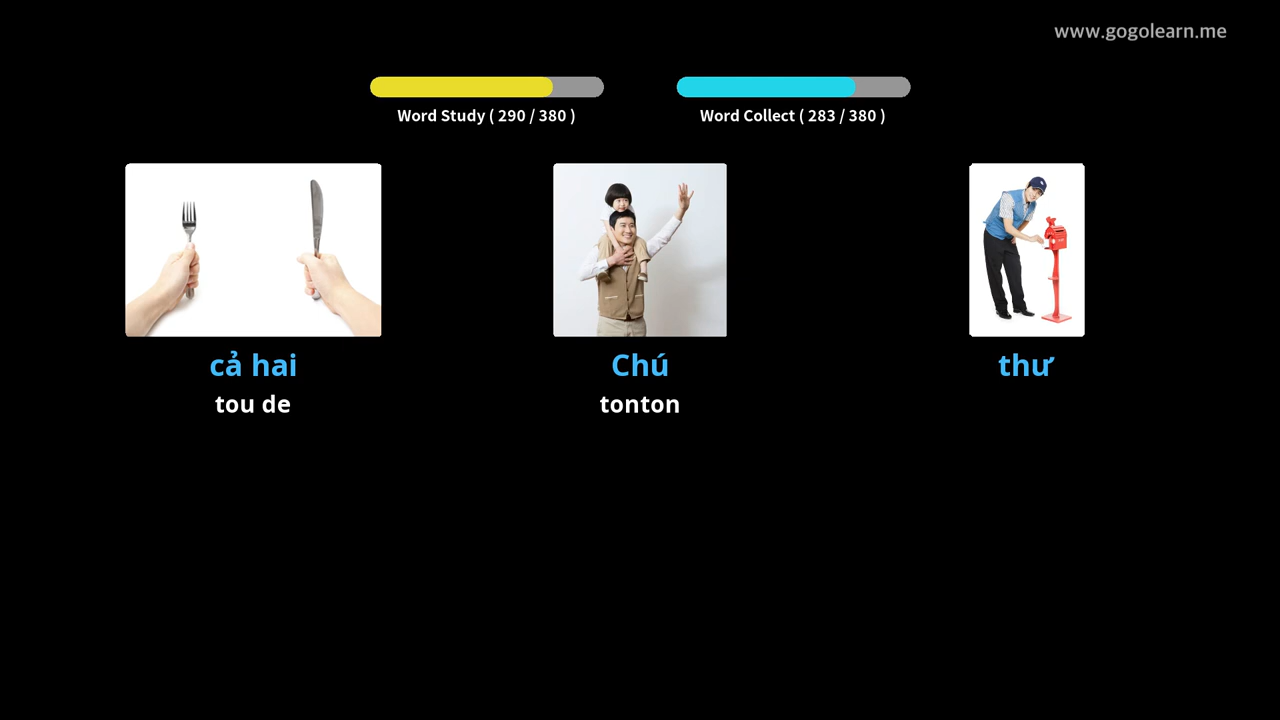 www.gogolearn.me
Word Study ( 290 / 380 )
Word Collect ( 283 / 380 )
cả hai
Chú
thư
tou de
tonton